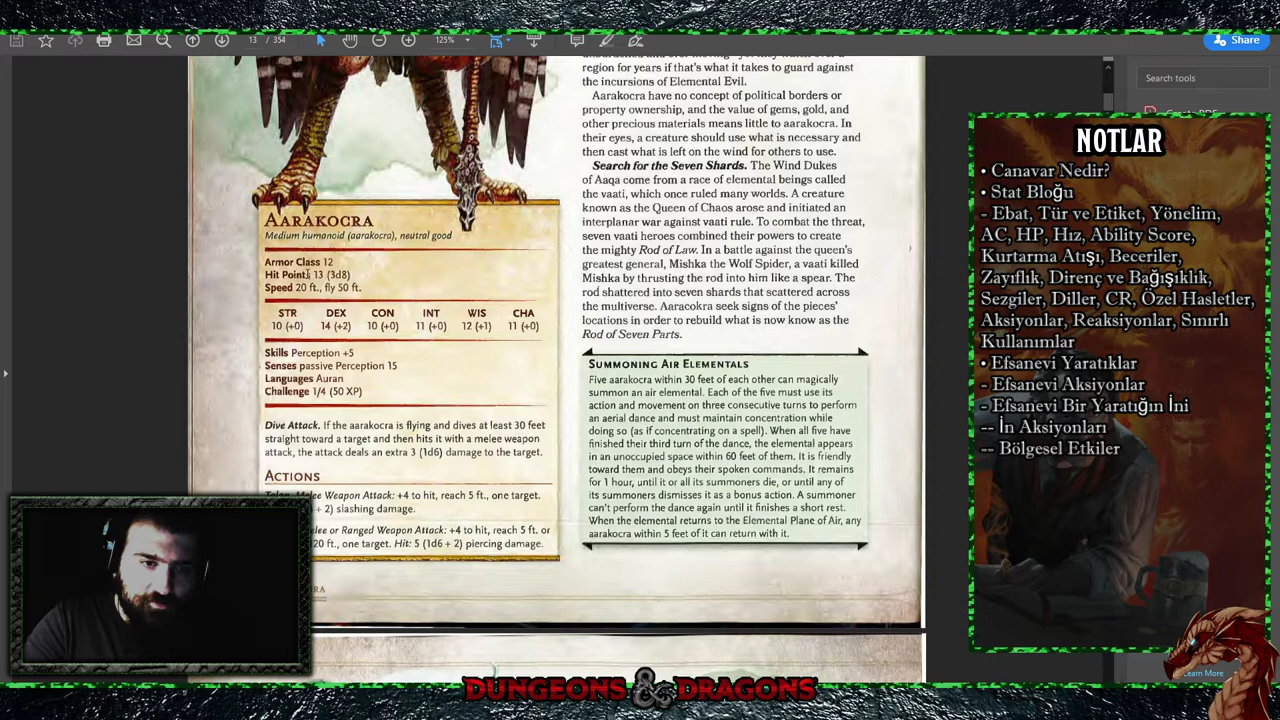 13 / 354
125%
Share
Search tools
region for years if that's what it takes to guard against
the incursions of Elemental Evil.
Aarakocra have no concept of political borders or
property ownership, and the value of gems, gold, and
other precious materials means little to aarakocra. In
their eyes, a creature should use what is necessary and
then cast what is left on the wind for others to use.
Search for the Seven Shards. The Wind Dukes
of Aaqa come from a race of elemental beings called
the vaati, which once ruled many worlds. A creature
known as the Queen of Chaos arose and initiated an
interplanar war against vaati rule. To combat the threat,
seven vaati heroes combined their powers to create
the mighty Rod of Law. In a battle against the queen's
greatest general, Mishka the Wolf Spider, a vaati killed
Mishka by thrusting the rod into him like a spear. The
rod shattered into seven shards that scattered across
the multiverse. Aaracokra seek signs of the pieces'
locations in order to rebuild what is now know as the
Rod of Seven Parts.
AARAKOCRA
Medium humanoid (aarakocra), neutral good
Armor Class 12
Hit Points 13 (3d8)
Speed 20 ft., fly 50 ft.
STR DEX CON INT WIS CHA
10 (+0) 14 (+2) 10 (+0) 11 (+0) 12 (+1) 11 (+0)
Skills Perception +5
Senses passive Perception 15
Languages Auran
Challenge 1/4 (50 XP)
Dive Attack. If the aarakocra is flying and dives at least 30 feet
straight toward a target and then hits it with a melee weapon
attack, the attack deals an extra 3 (1d6) damage to the target.
ACTIONS
Melee Weapon Attack: +4 to hit, reach 5 ft., one target.
+ 2) slashing damage.
or Ranged Weapon Attack: +4 to hit, reach 5 ft. or
20 ft., one target. Hit: 5 (1d6 + 2) piercing damage.
SUMMONING AIR ELEMENTALS
Five aarakocra within 30 feet of each other can magically
summon an air elemental. Each of the five must use its
action and movement on three consecutive turns to perform
an aerial dance and must maintain concentration while
doing so (as if concentrating on a spell). When all five have
finished their third turn of the dance, the elemental appears
in an unoccupied space within 60 feet of them. It is friendly
toward them and obeys their spoken commands. It remains
for 1 hour, until it or all its summoners die, or until any of
its summoners dismisses it as a bonus action. A summoner
can't perform the dance again until it finishes a short rest.
When the elemental returns to the Elemental Plane of Air, any
aarakocra within 5 feet of it can return with it.
NOTLAR
• Canavar Nedir?
• Stat Bloğu
- Ebat, Tür ve Etiket, Yönelim,
AC, HP, Hız, Ability Score,
Kurtarma Atışı, Beceriler,
Zayıflık, Direnç ve Bağışıklık,
Sezgiler, Diller, CR, Özel Hasletler,
Aksiyonlar, Reaksiyonlar, Sınırlı
Kullanımlar
• Efsanevi Yaratıklar
- Efsanevi Aksiyonlar
- Efsanevi Bir Yaratığın İni
-- İn Aksiyonları
-- Bölgesel Etkiler
Learn More
DUNGEONS & DRAGONS